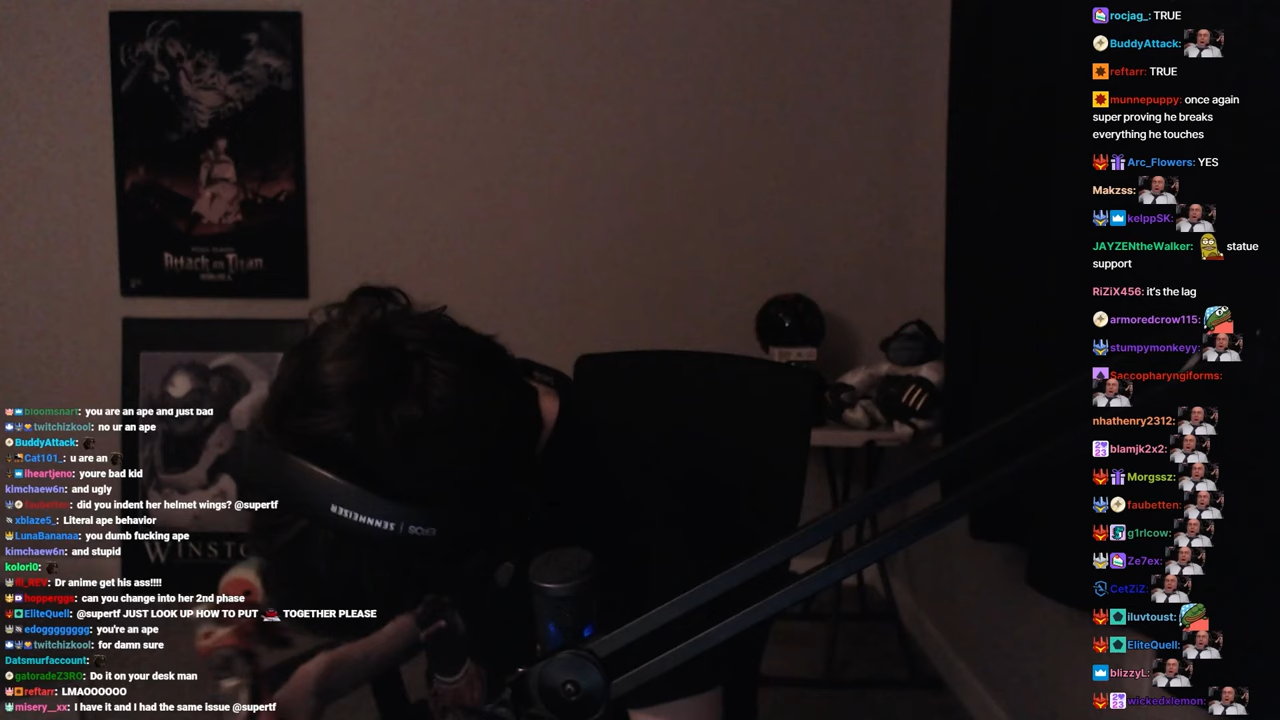 Attack on Titan
WINSTO
SENNHEISER | EPOS
bloomsnart: you are an ape and just bad
twitchizkool: no ur an ape
BuddyAttack:
Cat101_: u are an
lheartjeno: youre bad kid
kimchaew6n: and ugly
faubetten: did you indent her helmet wings? @supertf
xblaze5_: Literal ape behavior
LunaBananaa: you dumb fucking ape
kimchaew6n: and stupid
kolori0:
Dr anime get his ass!!!!
hopperggs: can you change into her 2nd phase
EliteQuell: @supertf JUST LOOK UP HOW TO PUT TOGETHER PLEASE
edogggggggg: you're an ape
twitchizkool: for damn sure
Datsmurfaccount:
gatoradeZ3RO: Do it on your desk man
reftarr: LMAOOOOOO
misery__xx: I have it and I had the same issue @supertf
rocjag_: TRUE
BuddyAttack:
reftarr: TRUE
munnepuppy: once again
super proving he breaks
everything he touches
Arc_Flowers: YES
Makzss:
kelppSK:
JAYZENtheWalker: statue
support
RiZiX456: it's the lag
armoredcrow115:
stumpymonkeyy:
Saccopharyngiforms:
nhathenry2312:
blamjk2x2:
Morgssz:
faubetten:
g1rlcow:
Ze7ex:
CetZiZ:
iluvtoust:
EliteQuell:
blizzyL:
wickedxlemon: